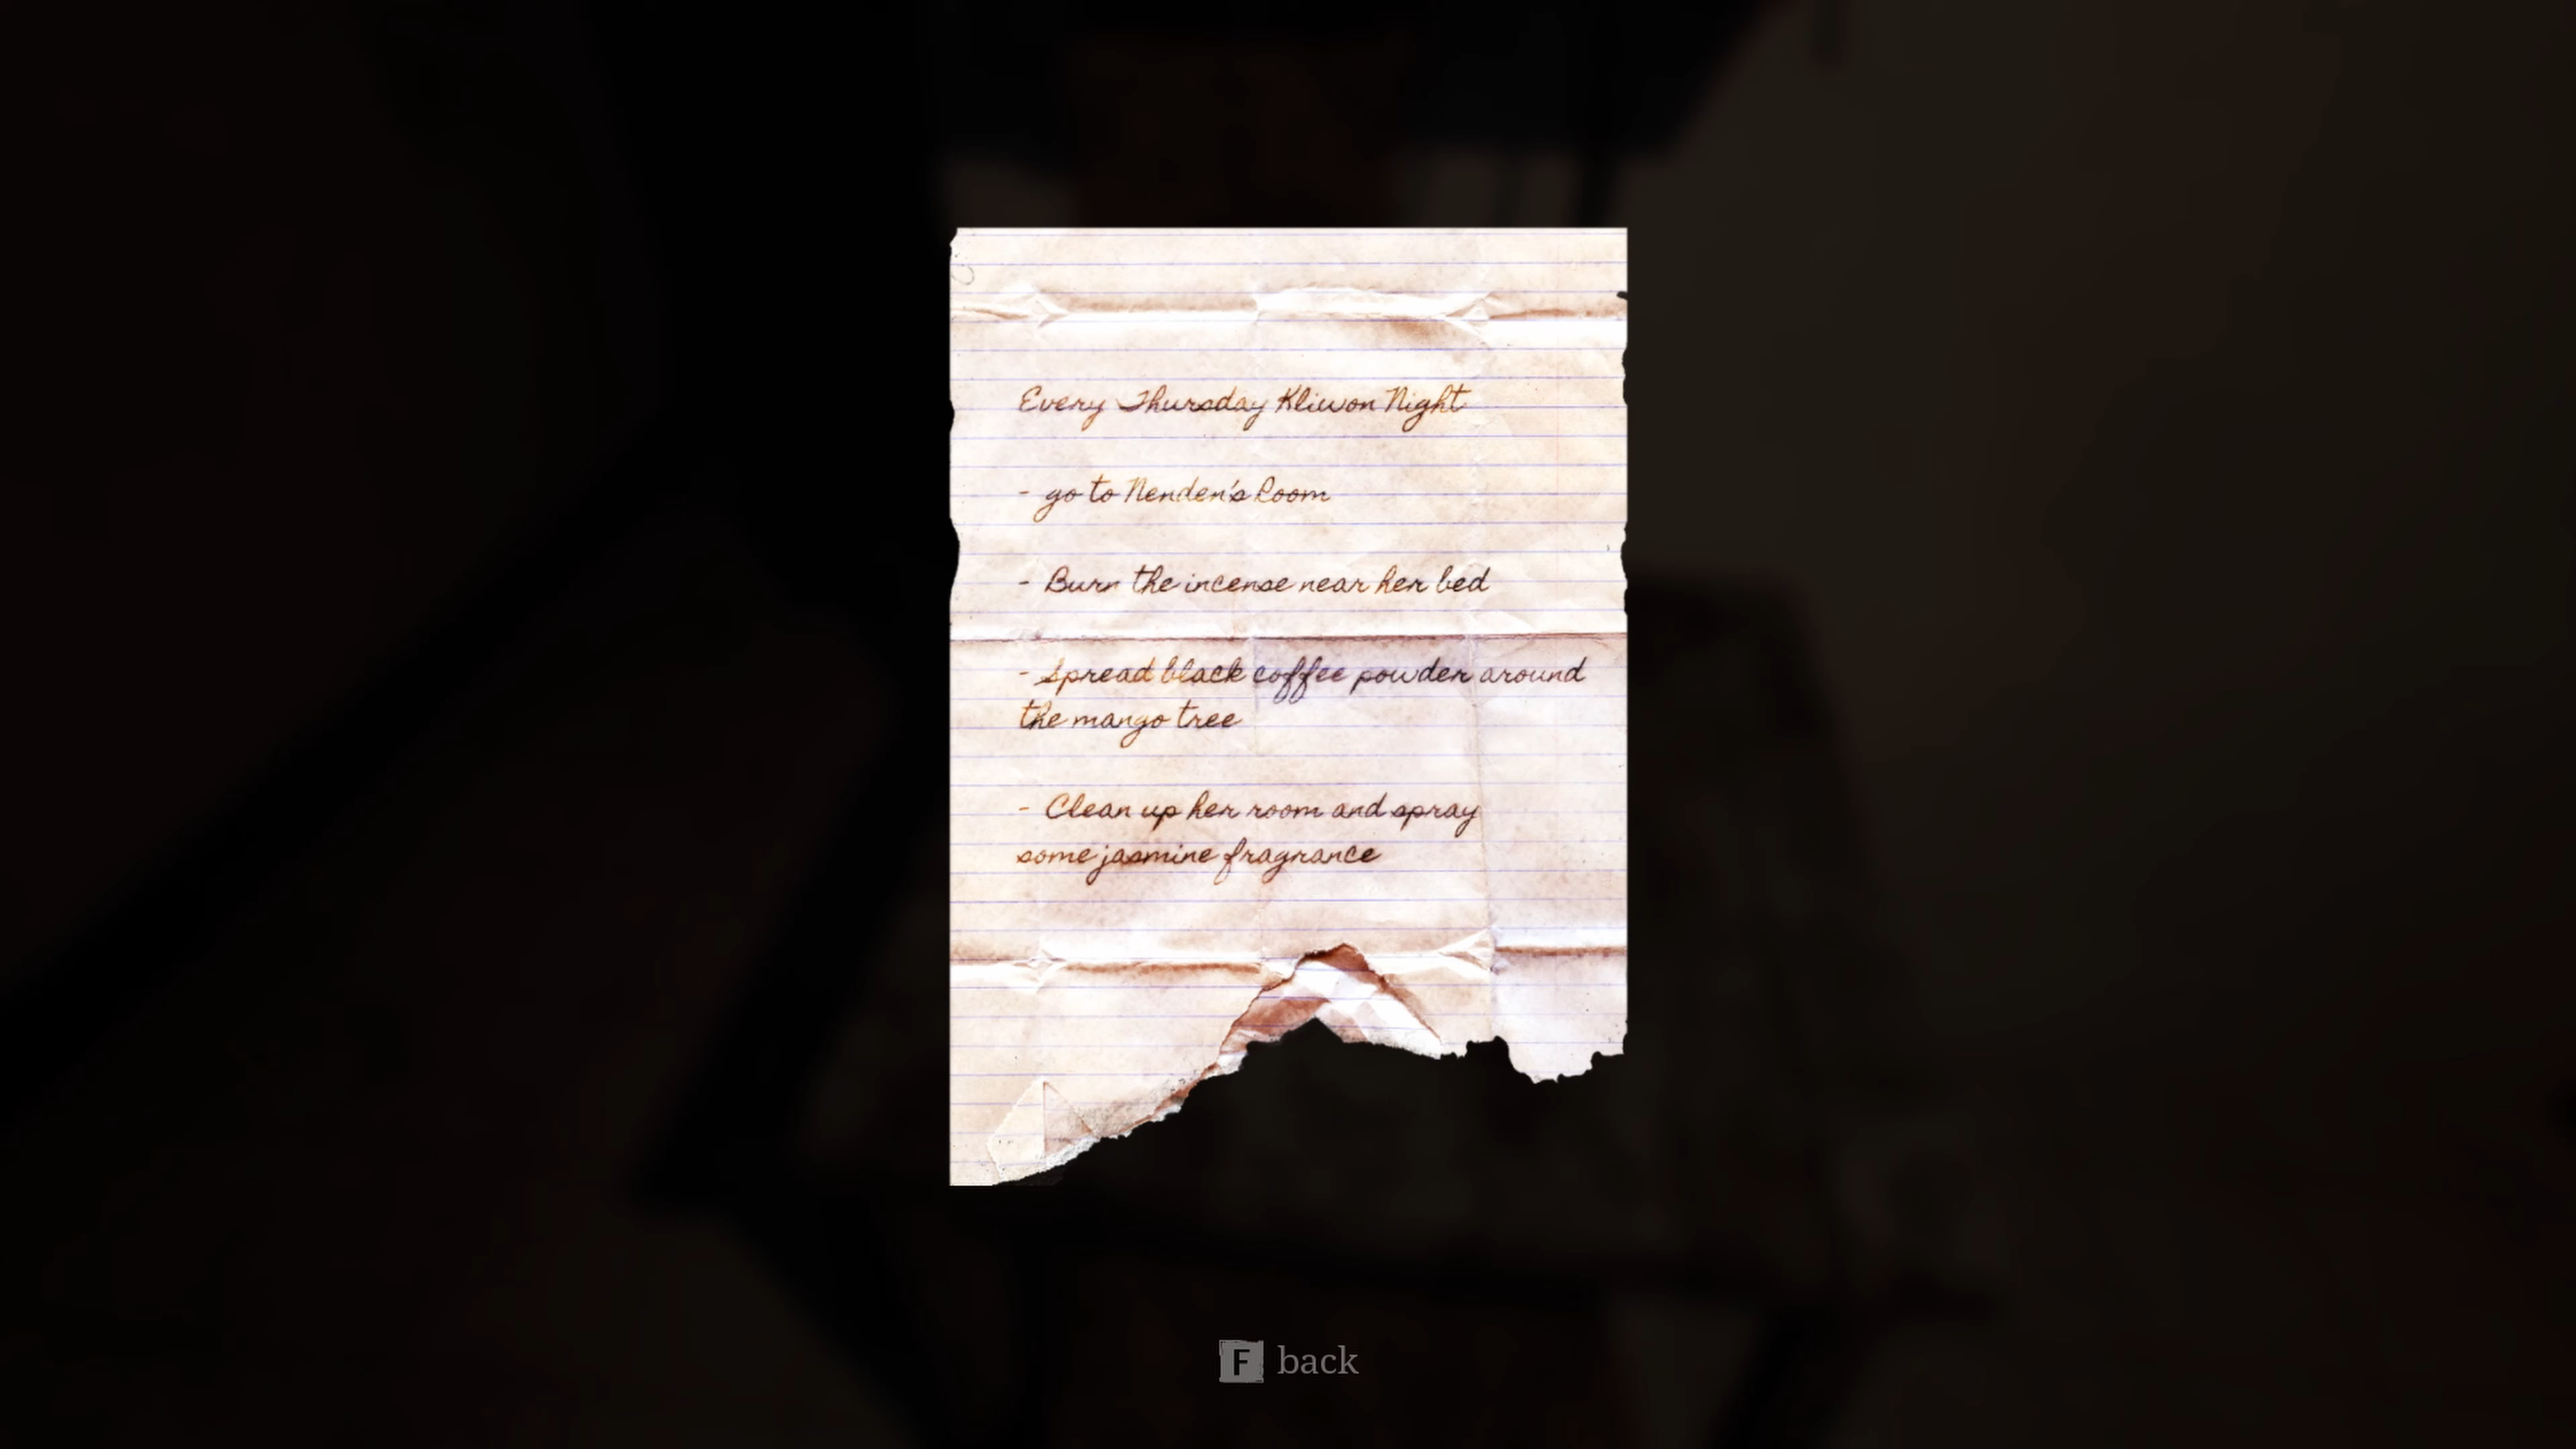 Every Thursday Kliwon Night
- go to Nenden's Room
- Burn the incense near her bed
- Spread black coffee powder around
the mango tree
- Clean up her room and spray
some jasmine fragrance
F back